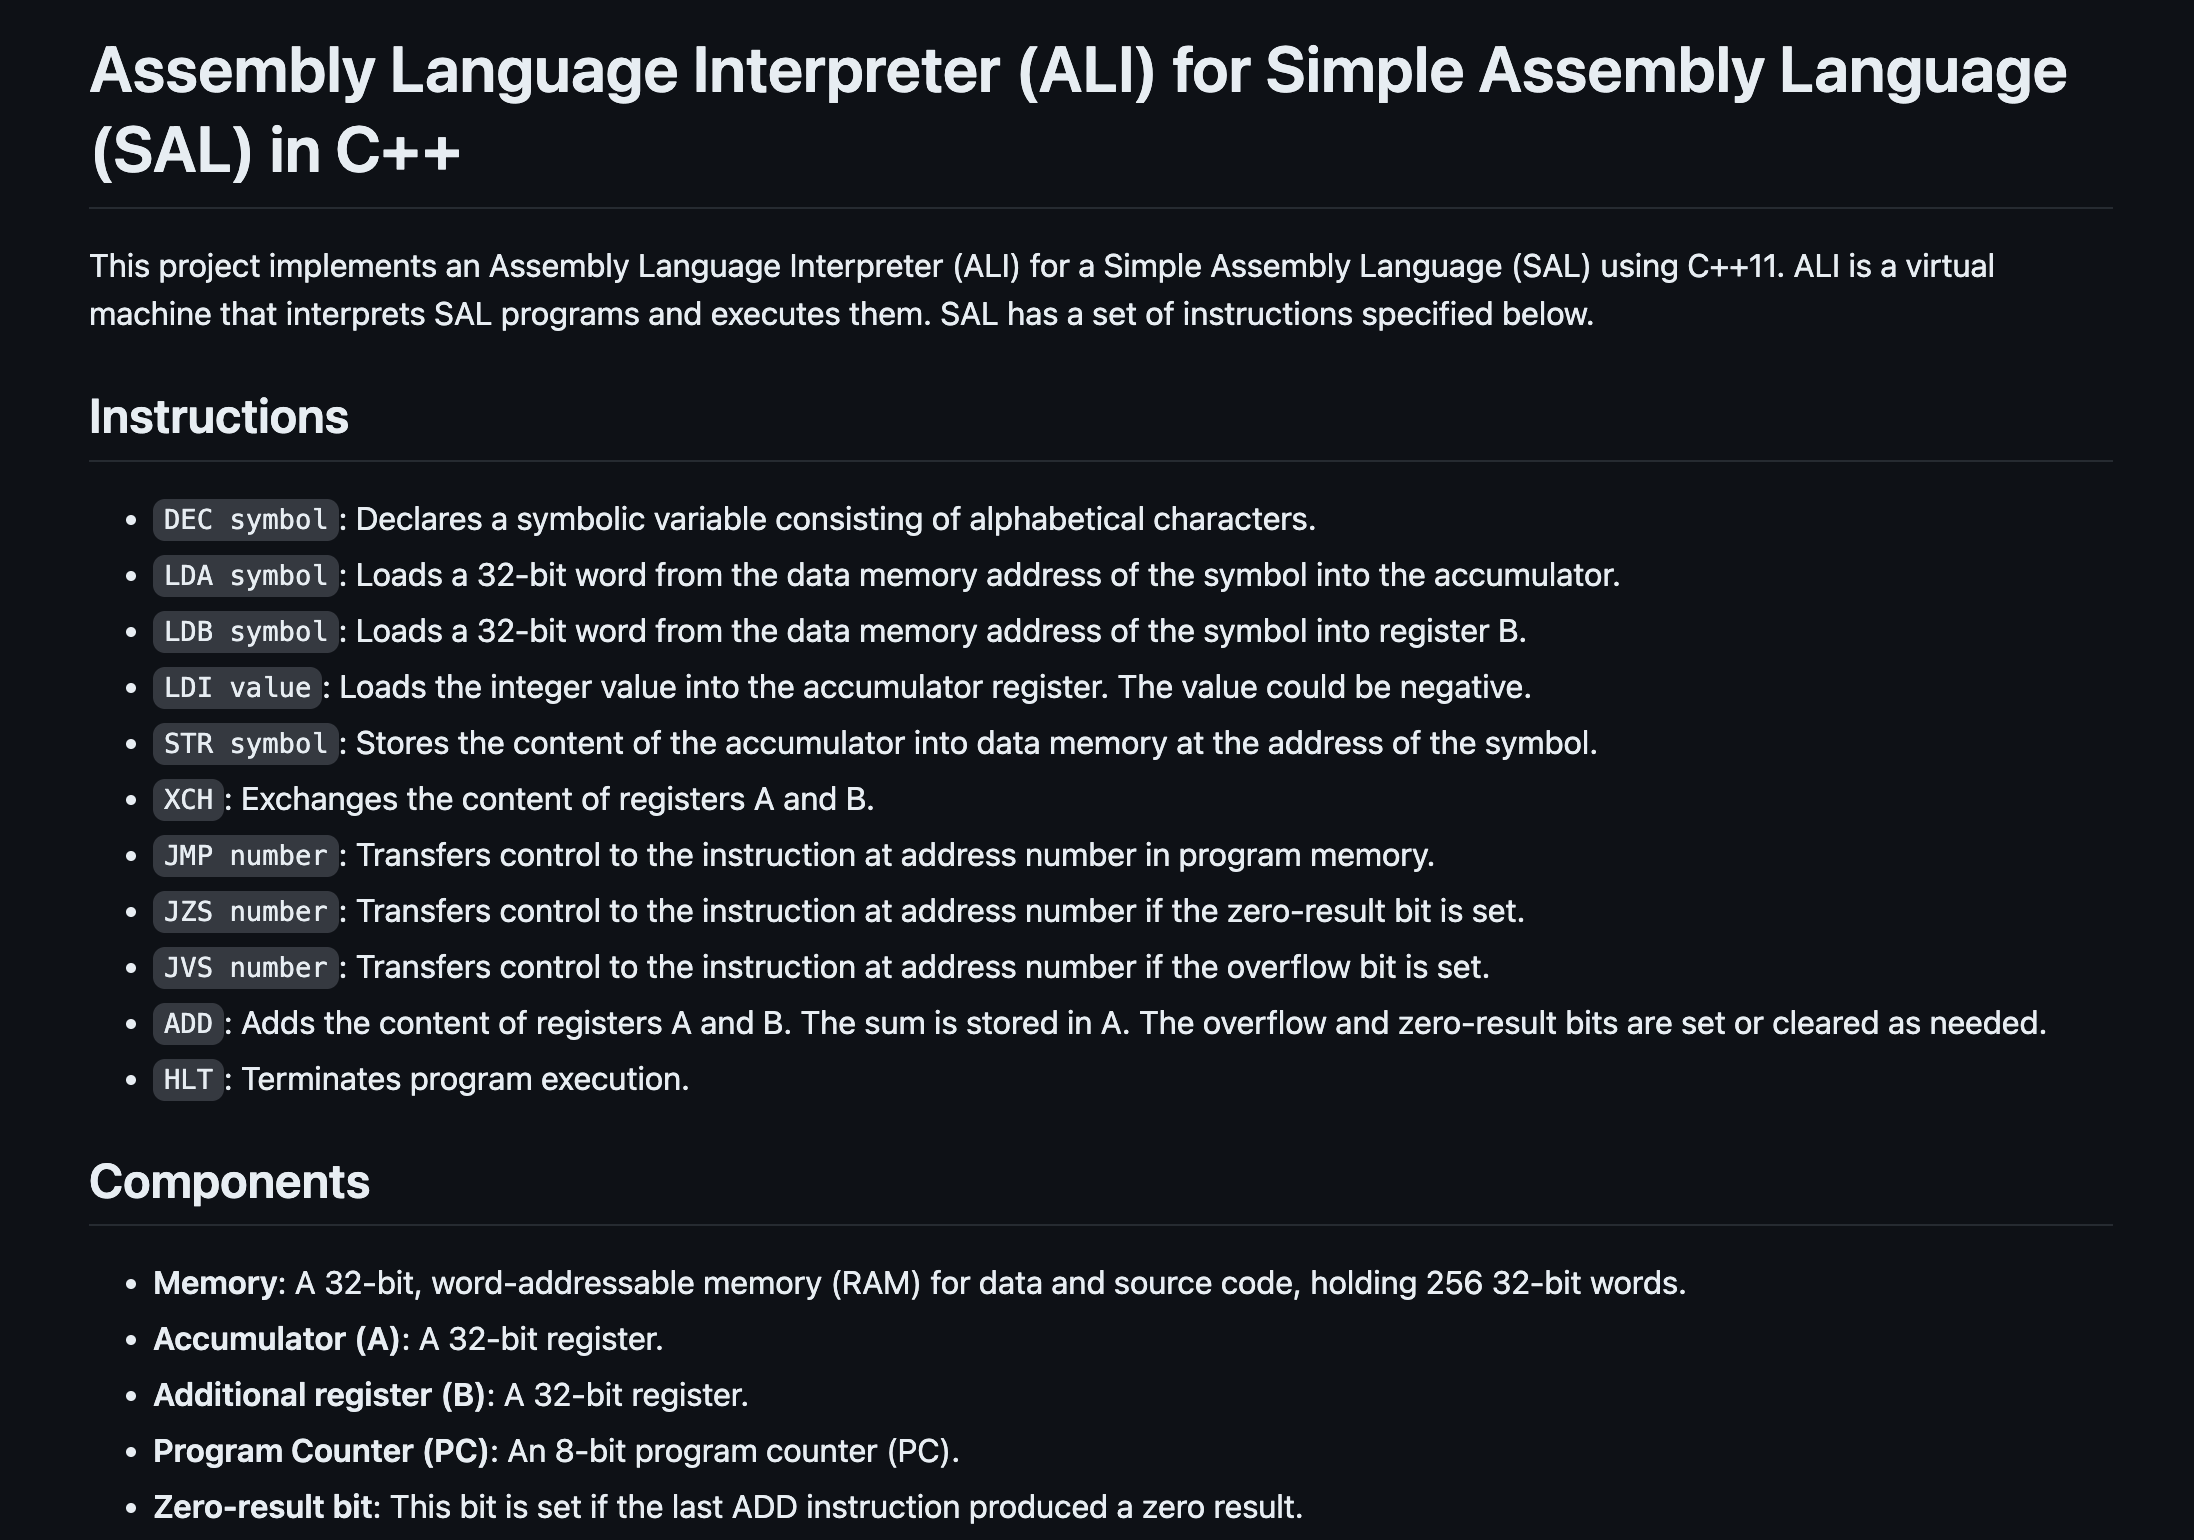 Assembly Language Interpreter (ALI) for Simple Assembly Language
(SAL) in C++
This project implements an Assembly Language Interpreter (ALI) for a Simple Assembly Language (SAL) using C++11. ALI is a virtual
machine that interprets SAL programs and executes them. SAL has a set of instructions specified below.
Instructions
• DEC symbol: Declares a symbolic variable consisting of alphabetical characters.
• LDA symbol: Loads a 32-bit word from the data memory address of the symbol into the accumulator.
• LDB symbol: Loads a 32-bit word from the data memory address of the symbol into register B.
• LDI value: Loads the integer value into the accumulator register. The value could be negative.
• STR symbol: Stores the content of the accumulator into data memory at the address of the symbol.
• XCH: Exchanges the content of registers A and B.
• JMP number: Transfers control to the instruction at address number in program memory.
• JZS number: Transfers control to the instruction at address number if the zero-result bit is set.
• JVS number: Transfers control to the instruction at address number if the overflow bit is set.
• ADD: Adds the content of registers A and B. The sum is stored in A. The overflow and zero-result bits are set or cleared as needed.
• HLT: Terminates program execution.
Components
• Memory: A 32-bit, word-addressable memory (RAM) for data and source code, holding 256 32-bit words.
• Accumulator (A): A 32-bit register.
• Additional register (B): A 32-bit register.
• Program Counter (PC): An 8-bit program counter (PC).
• Zero-result bit: This bit is set if the last ADD instruction produced a zero result.